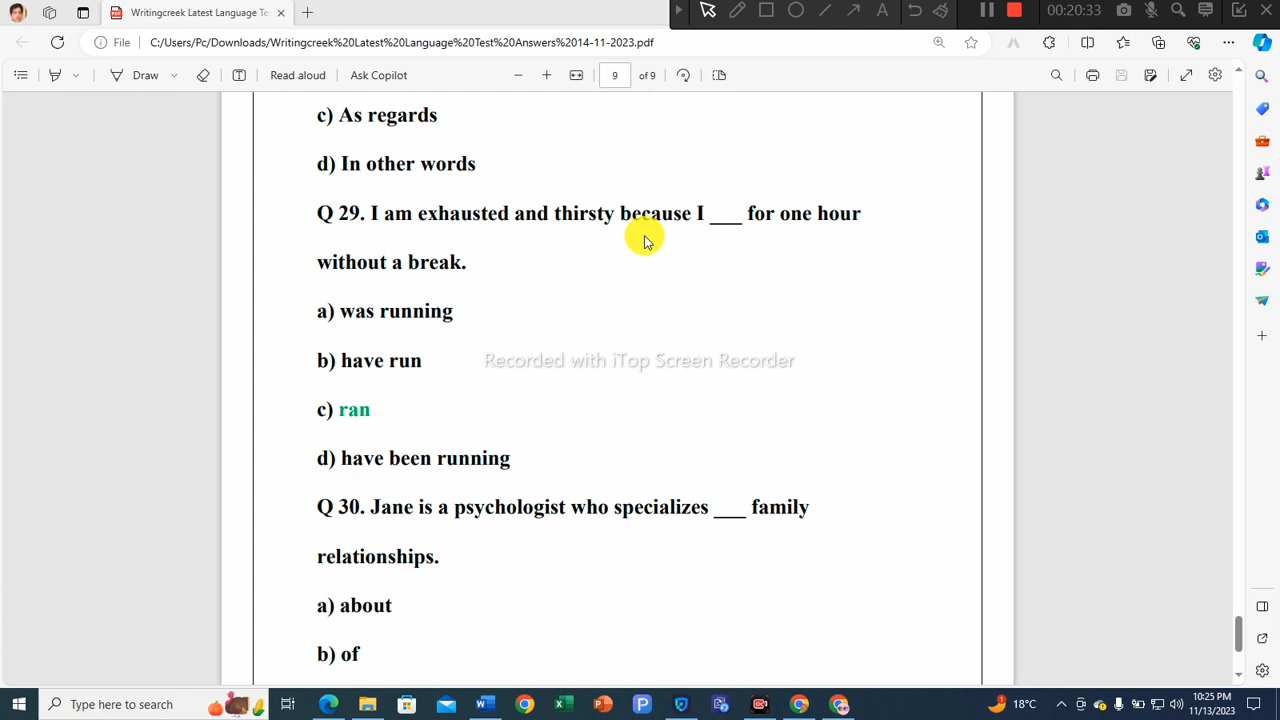 Writingcreek Latest Language Te
00:20:33
File
C:/Users/Pc/Downloads/Writingcreek%20Latest%20Language%20Test%20Answers%2014-11-2023.pdf
Draw
Read aloud
Ask Copilot
9
of 9
c) As regards
d) In other words
Q 29. I am exhausted and thirsty because I ___ for one hour
without a break.
a) was running
b) have run
Recorded with iTop Screen Recorder
c) ran
d) have been running
Q 30. Jane is a psychologist who specializes ___ family
relationships.
a) about
b) of
Type here to search
18°C
10:25 PM
11/13/2023